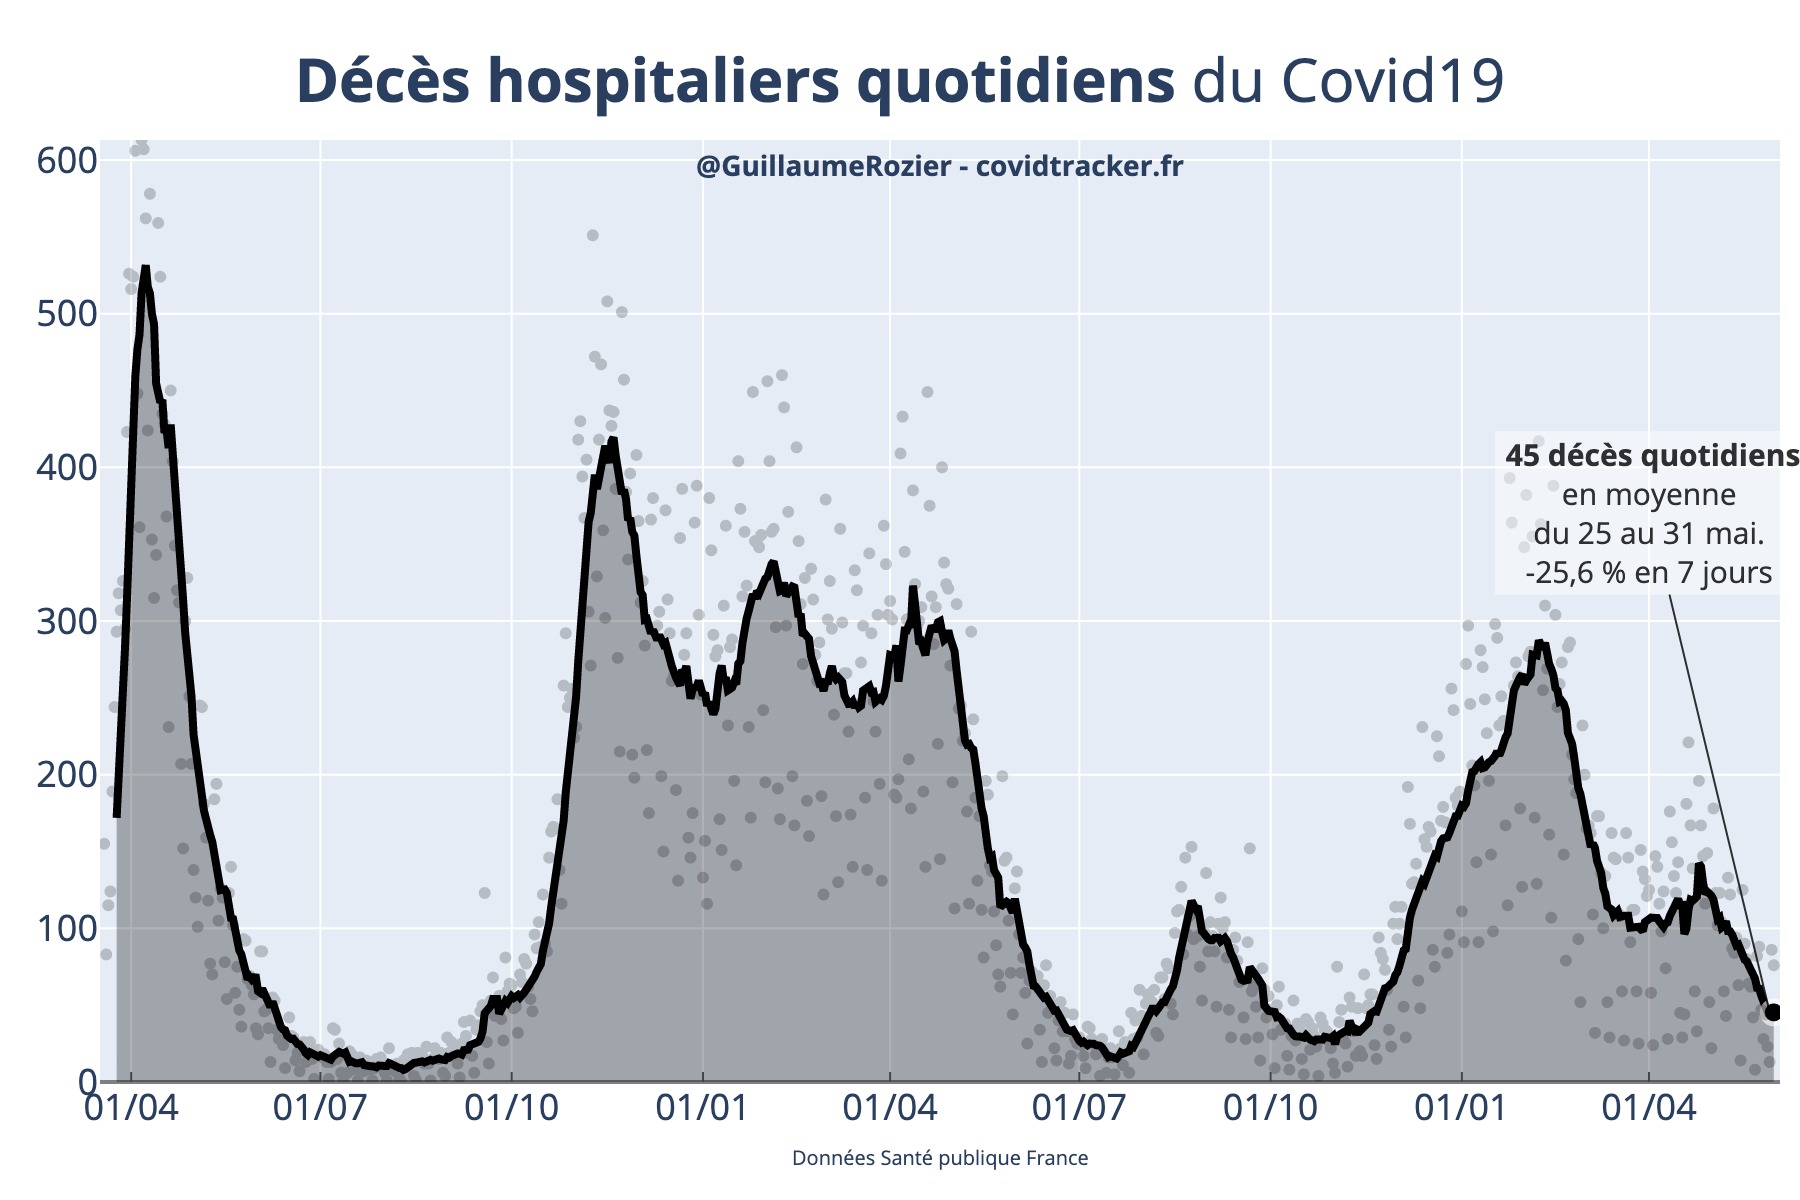 Décès hospitaliers quotidiens du Covid19
@GuillaumeRozier - covidtracker.fr
600
500
400
300
200
100
0
45 décès quotidiens
en moyenne
du 25 au 31 mai.
-25,6 % en 7 jours
01/04 01/07 01/10 01/01 01/04 01/07 01/10 01/01 01/04
Données Santé publique France